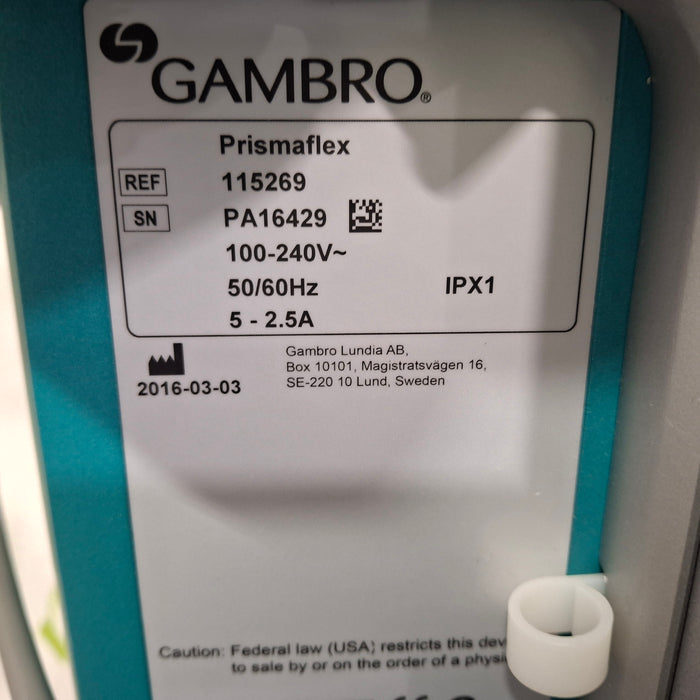 GAMBRO®
Prismaflex
REF 115269
SN PA16429
100-240V~
50/60Hz IPX1
5 - 2.5A
2016-03-03
Gambro Lundia AB,
Box 10101, Magistratsvägen 16,
SE-220 10 Lund, Sweden
Caution: Federal law (USA) restricts this
to sale by or on the order of a